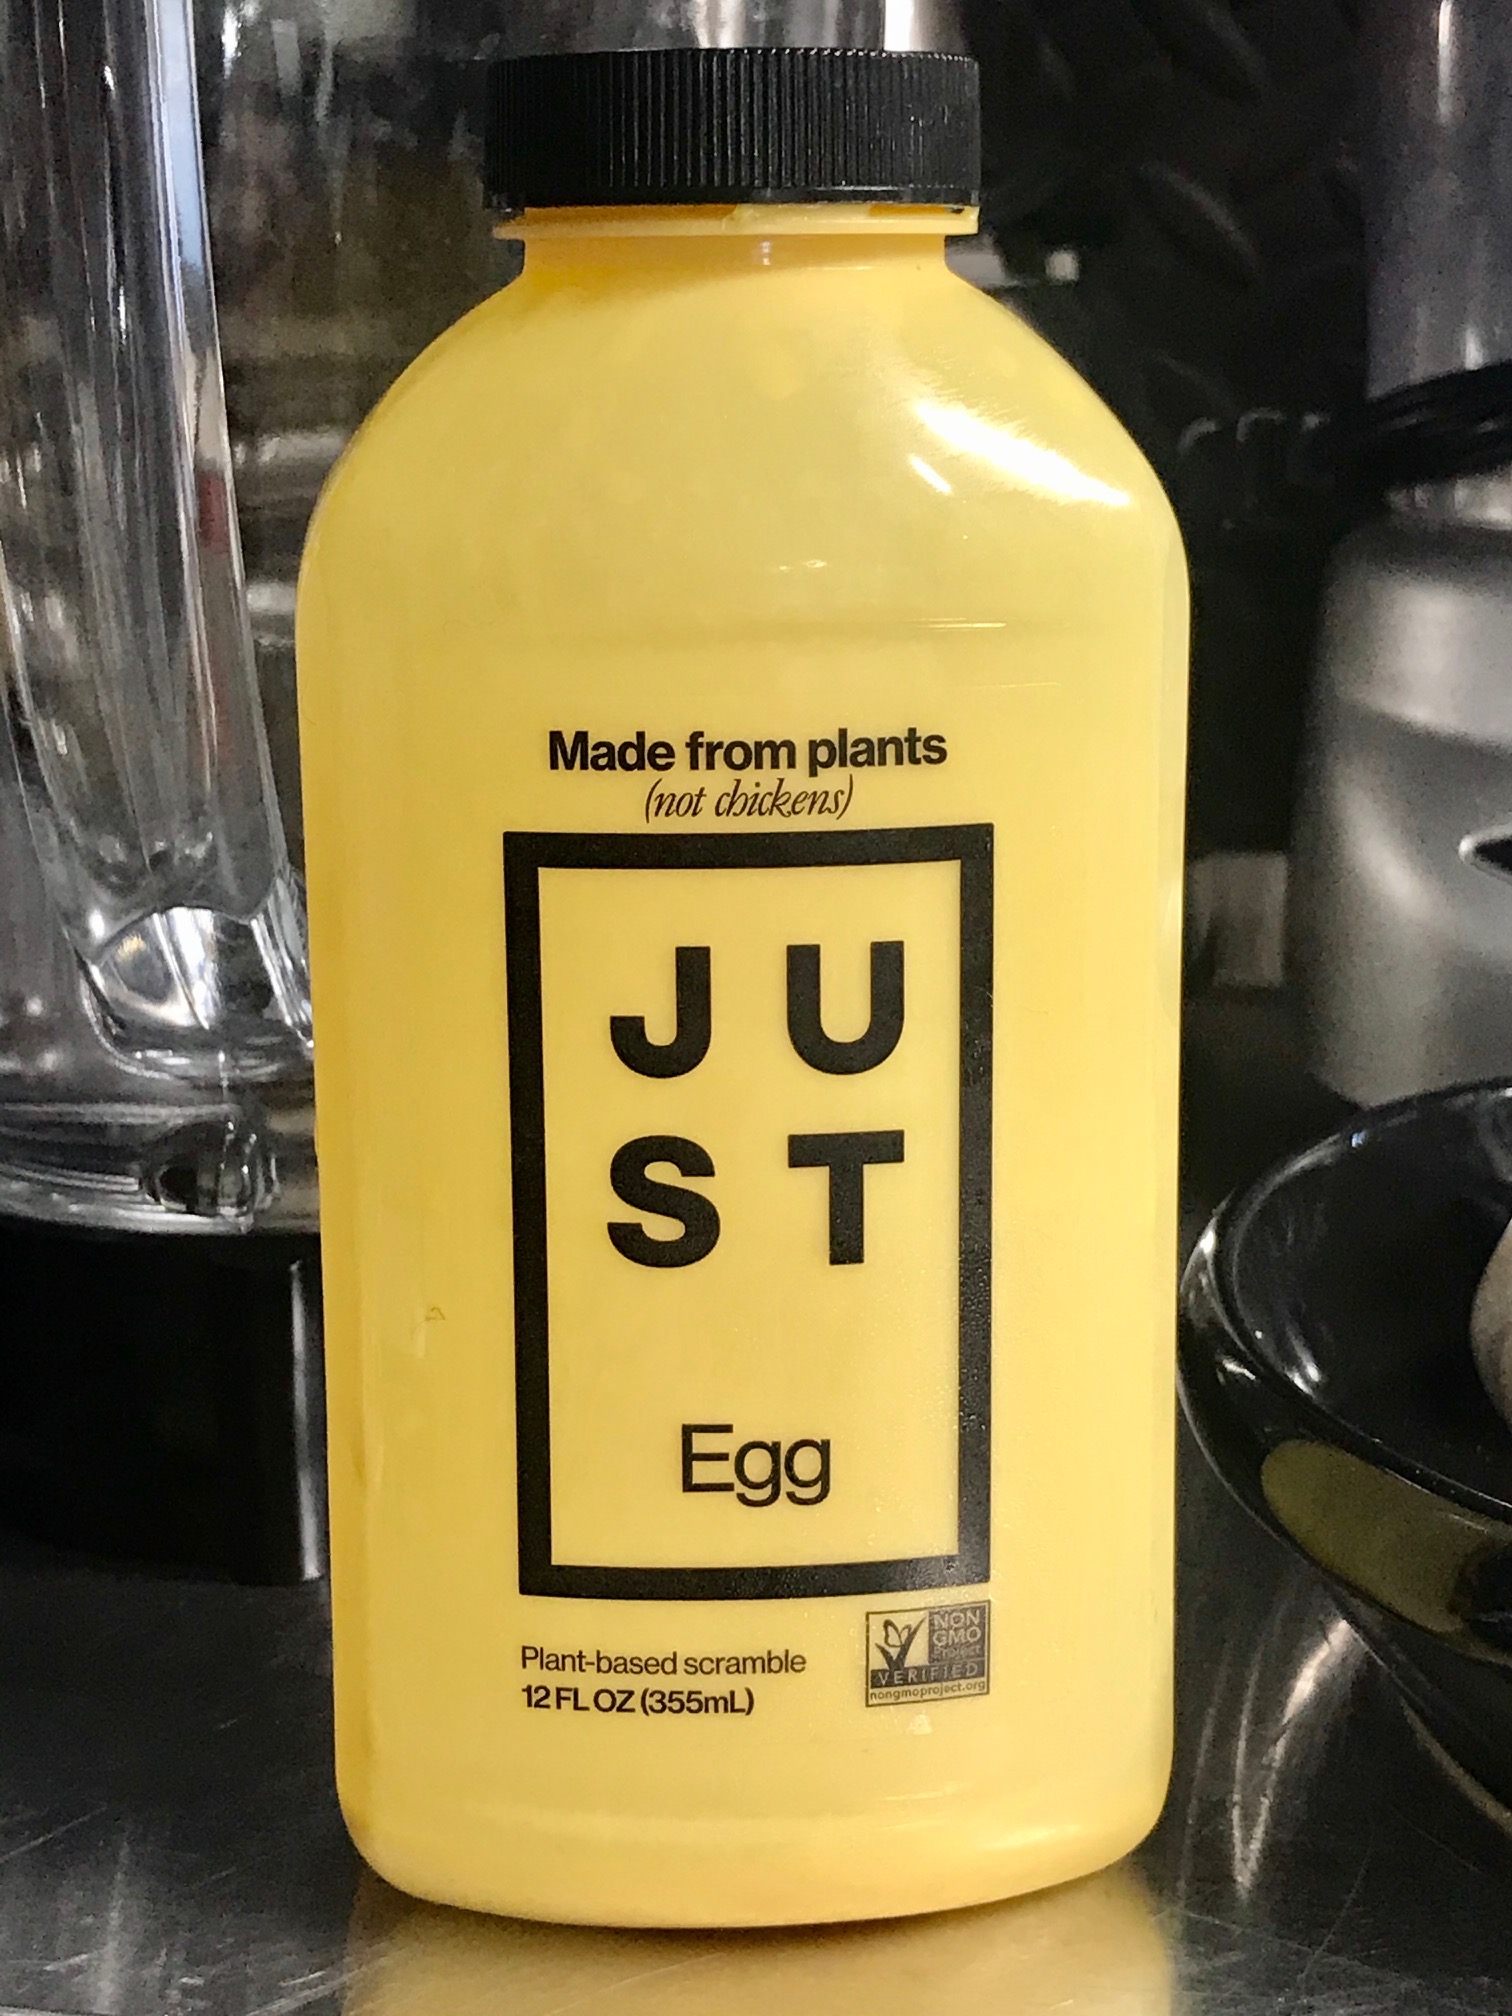 Made from plants
(not chickens)
JU
ST
Egg
Plant-based scramble
12 FL OZ (355mL)
NON
GMO
Project
VERIFIED
nongmoproject.org